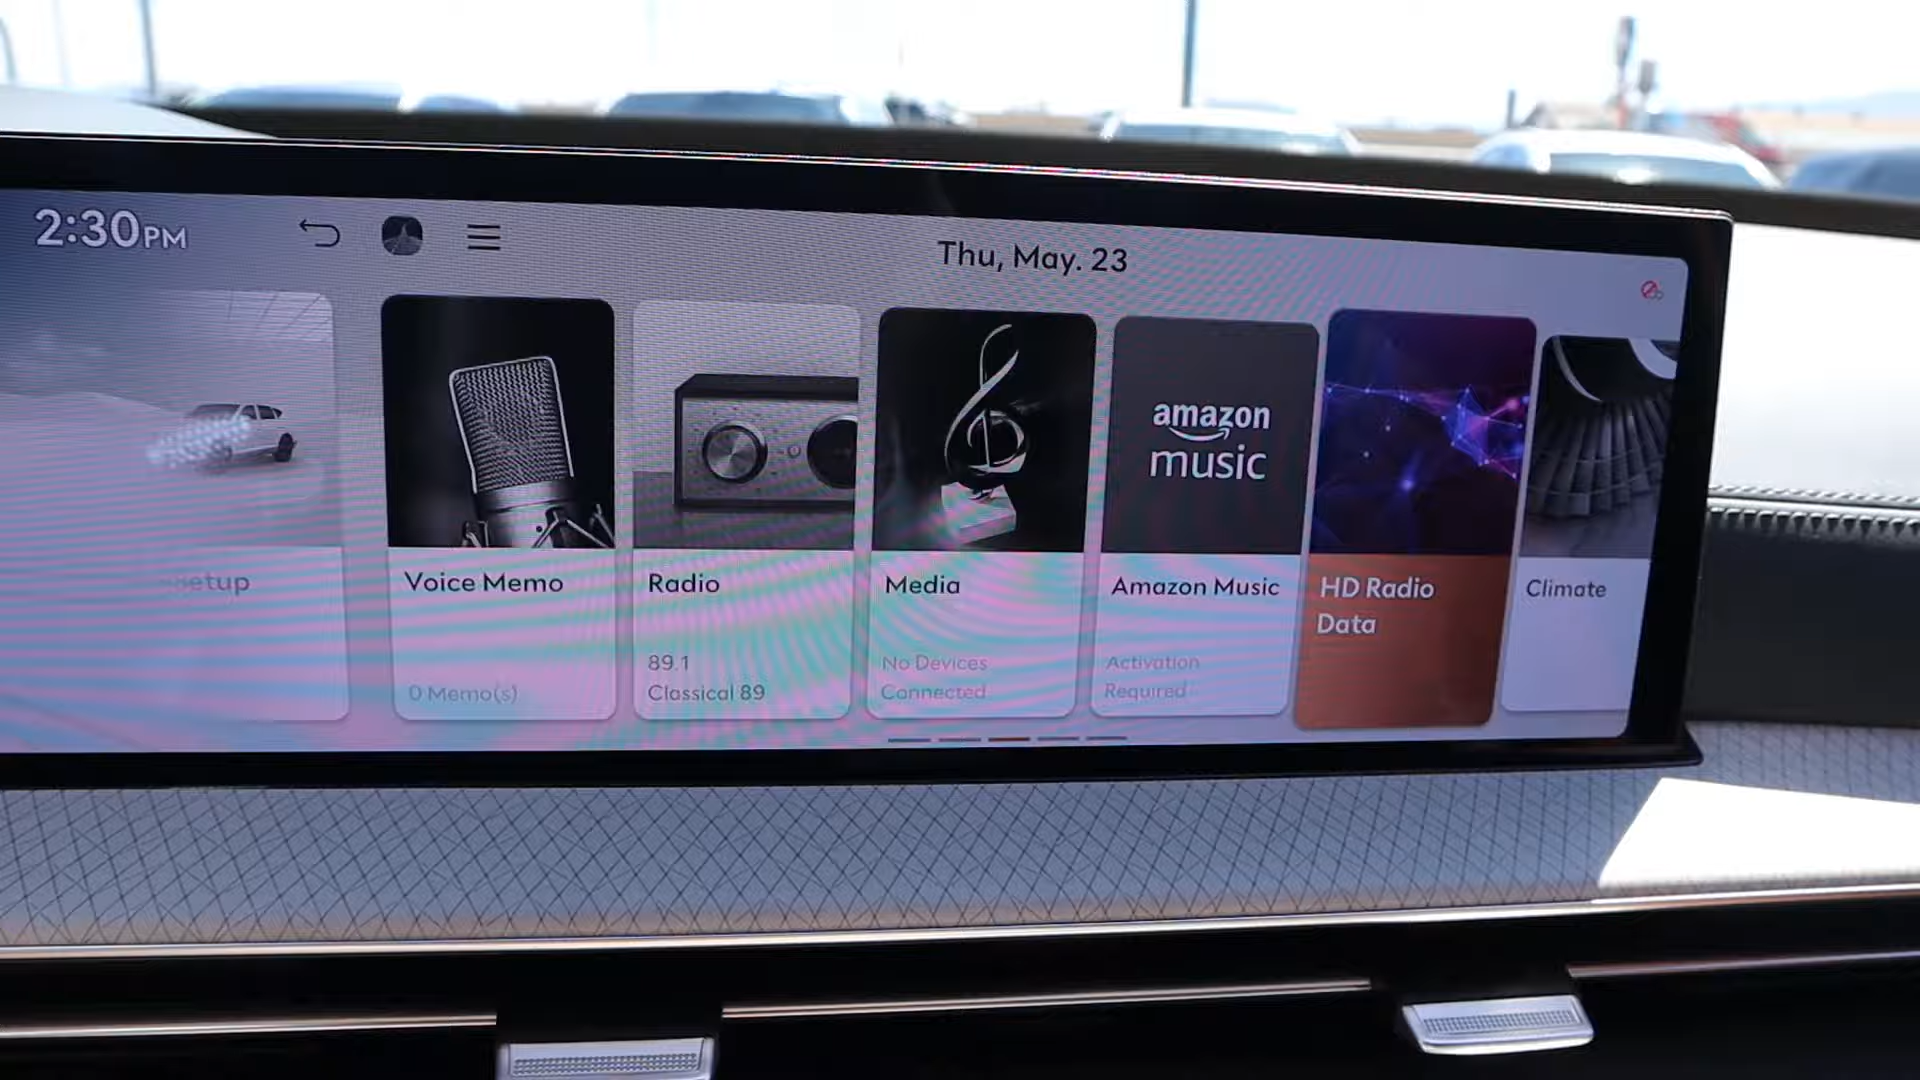 2:30PM
Thu, May. 23
amazon
music
Setup
Voice Memo
0 Memo(s)
Radio
89.1
Classical 89
Media
No Devices
Connected
Amazon Music
Activation
Required
HD Radio
Data
Climate